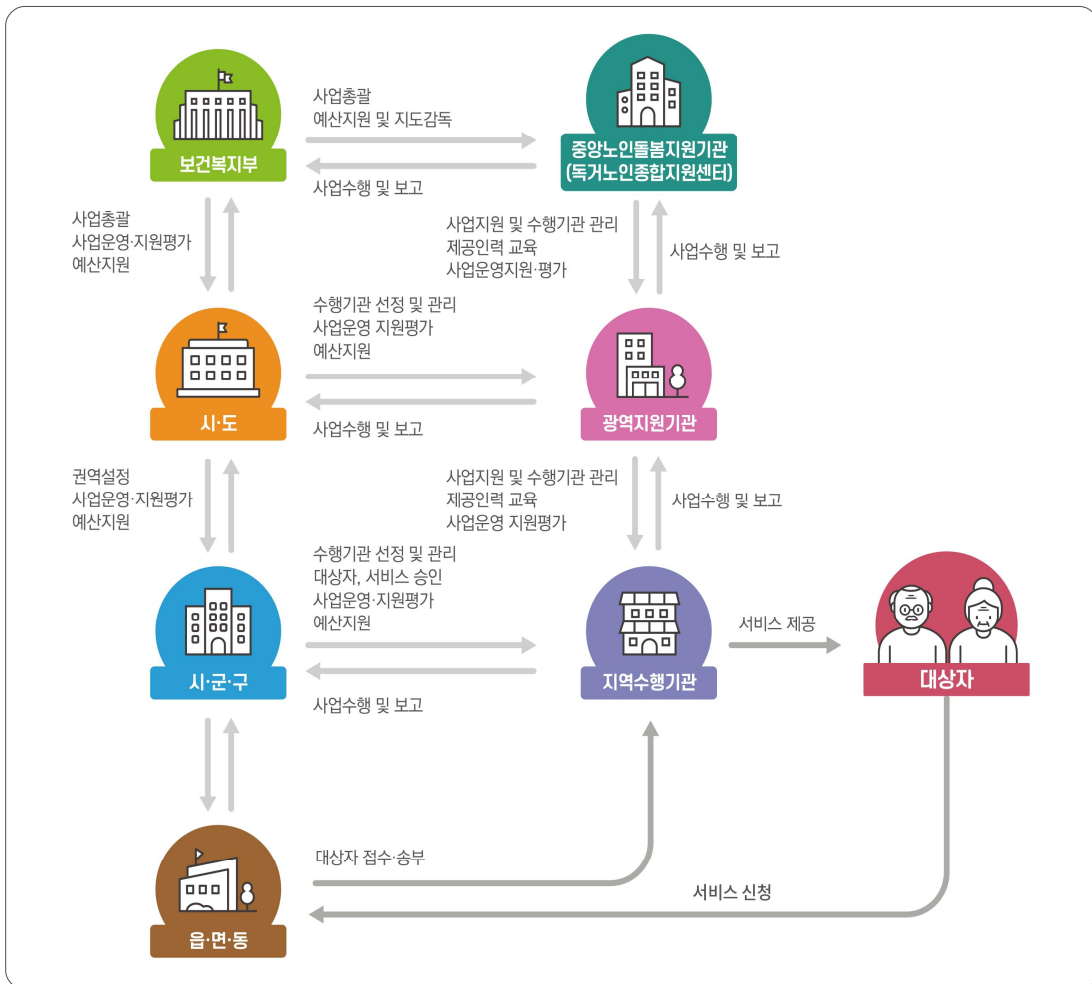 사업총괄
예산지원 및 지도감독
보건복지부
중앙노인돌봄지원기관
(독거노인종합지원센터)
사업수행 및 보고
사업총괄
사업운영·지원평가
예산지원
사업지원 및 수행기관 관리
제공인력 교육
사업운영지원·평가
사업수행 및 보고
수행기관 선정 및 관리
사업운영 지원평가
예산지원
시·도
광역지원기관
사업수행 및 보고
권역설정
사업운영·지원평가
예산지원
사업지원 및 수행기관 관리
제공인력 교육
사업운영 지원평가
사업수행 및 보고
수행기관 선정 및 관리
대상자, 서비스 승인
사업운영·지원평가
예산지원
서비스 제공
시·군·구
지역수행기관
대상자
사업수행 및 보고
대상자 접수·송부
서비스 신청
읍·면·동